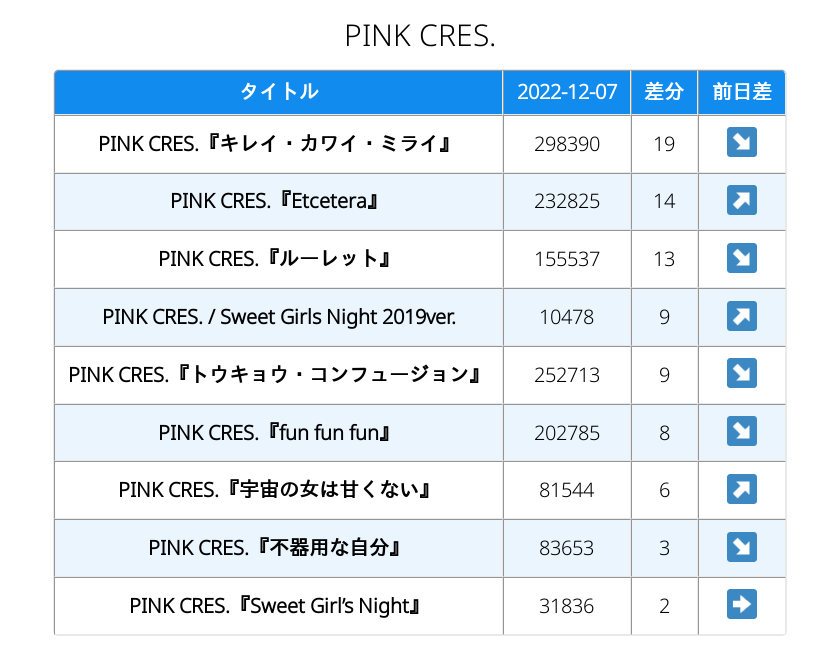 PINK CRES.
タイトル 2022-12-07 差分 前日差
PINK CRES.『キレイ・カワイ・ミライ』 298390 19 ↘
PINK CRES.『Etcetera』 232825 14 ↗
PINK CRES.『ルーレット』 155537 13 ↘
PINK CRES. / Sweet Girls Night 2019ver. 10478 9 ↗
PINK CRES.『トウキョウ・コンフュージョン』 252713 9 ↘
PINK CRES.『fun fun fun』 202785 8 ↘
PINK CRES.『宇宙の女は甘くない』 81544 6 ↗
PINK CRES.『不器用な自分』 83653 3 ↘
PINK CRES.『Sweet Girl’s Night』 31836 2 ➡